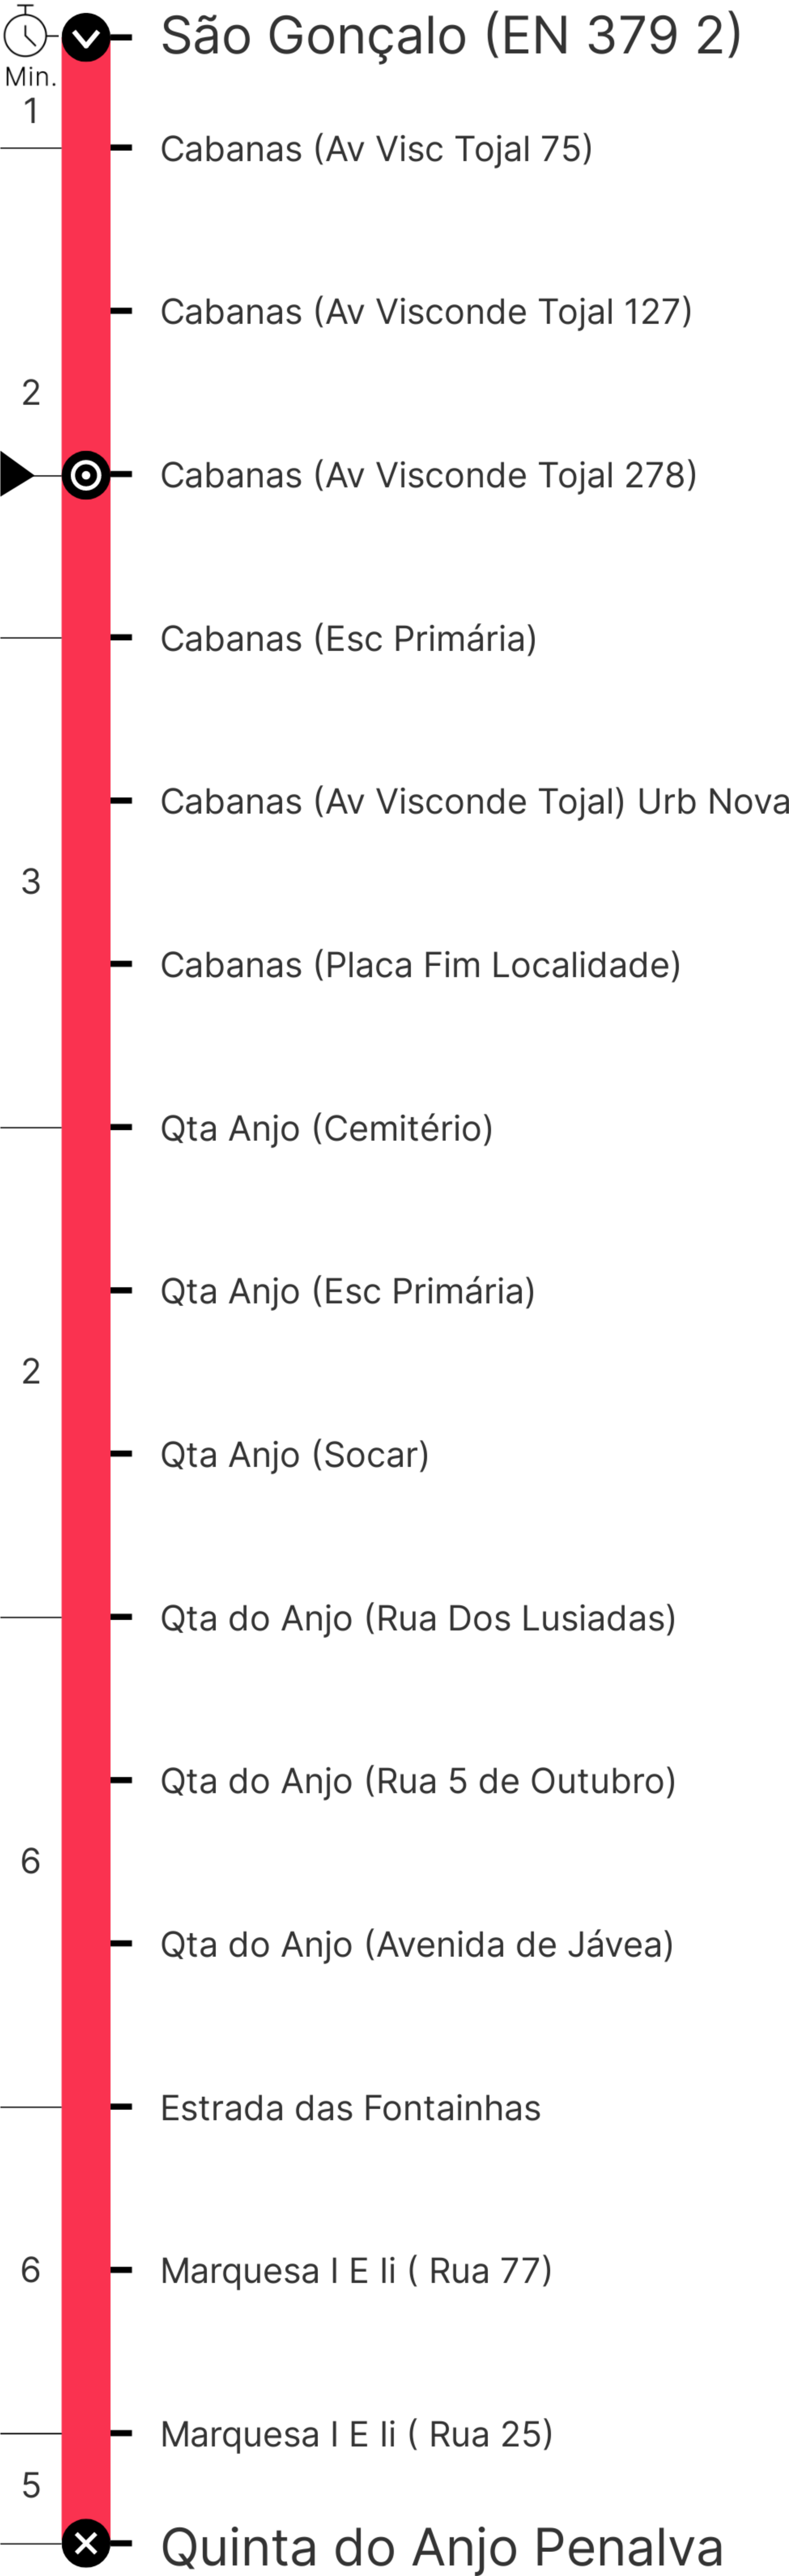 São Gonçalo (EN 379 2)
Min.
1
Cabanas (Av Visc Tojal 75)
Cabanas (Av Visconde Tojal 127)
2
Cabanas (Av Visconde Tojal 278)
Cabanas (Esc Primária)
Cabanas (Av Visconde Tojal) Urb Nova
3
Cabanas (Placa Fim Localidade)
Qta Anjo (Cemitério)
Qta Anjo (Esc Primária)
2
Qta Anjo (Socar)
Qta do Anjo (Rua Dos Lusiadas)
Qta do Anjo (Rua 5 de Outubro)
6
Qta do Anjo (Avenida de Jávea)
Estrada das Fontainhas
6
Marquesa I E Ii ( Rua 77)
Marquesa I E Ii ( Rua 25)
5
Quinta do Anjo Penalva